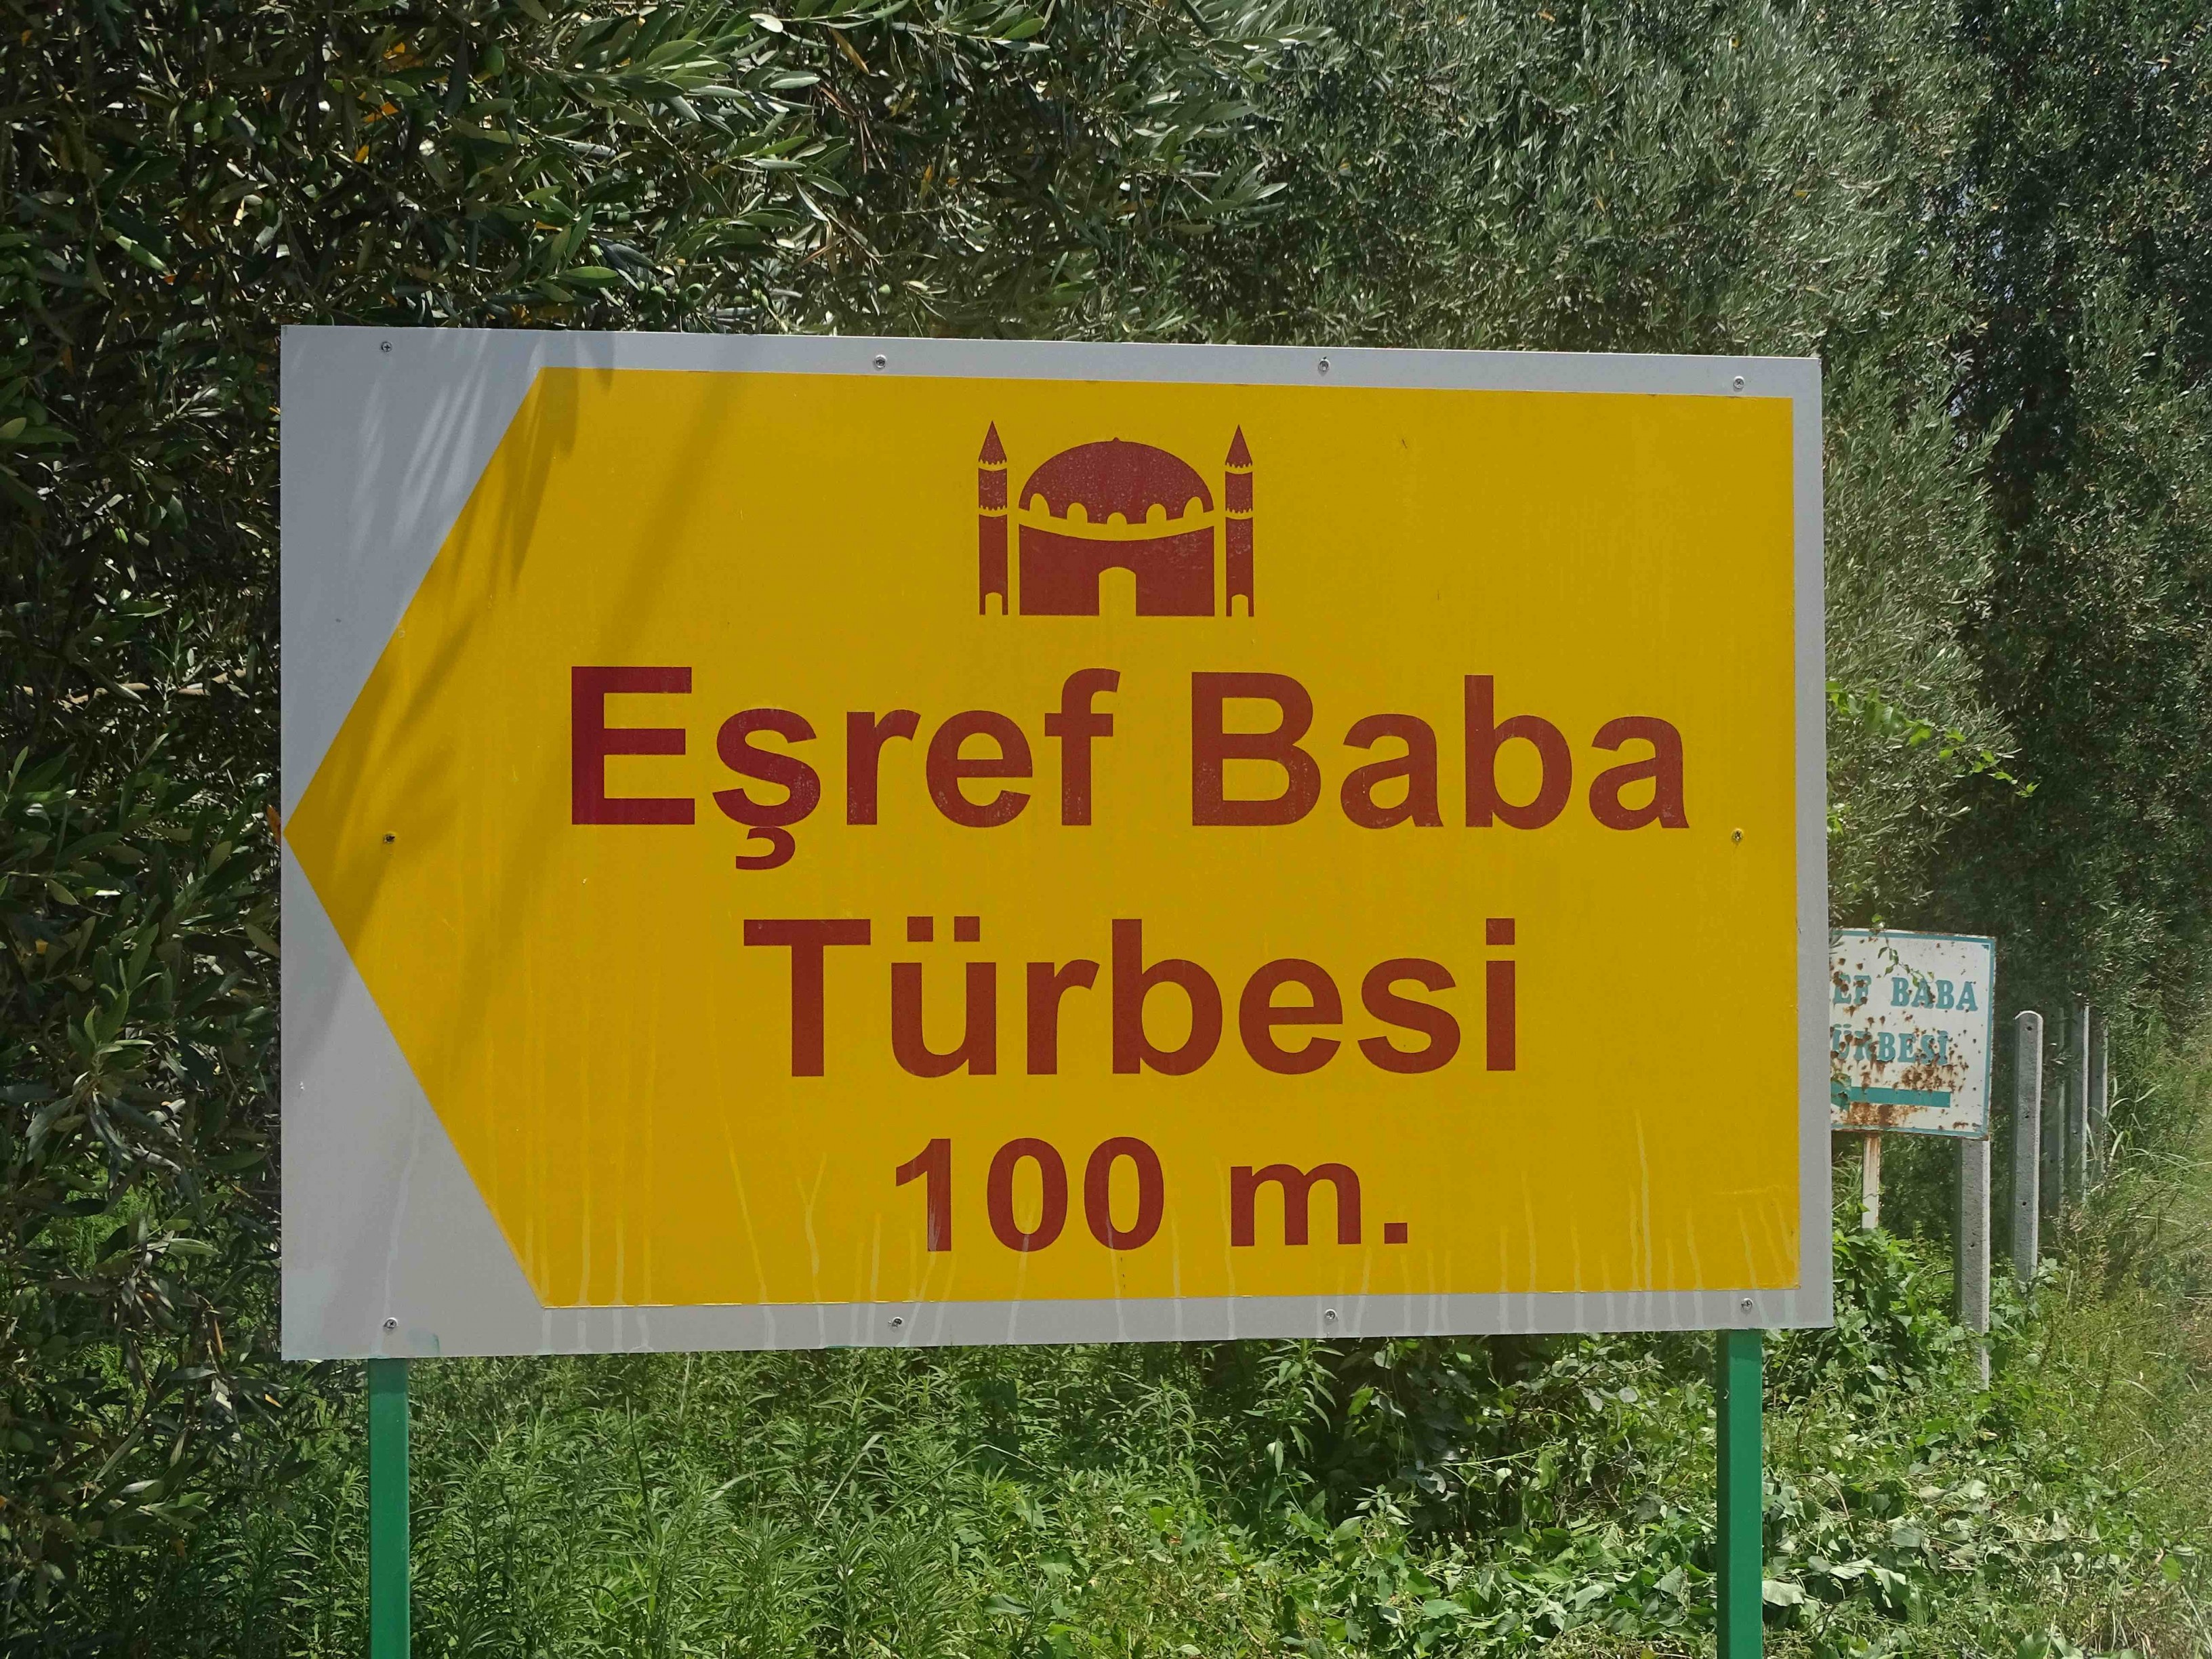 Eşref Baba
Türbesi
100 m.
BABA